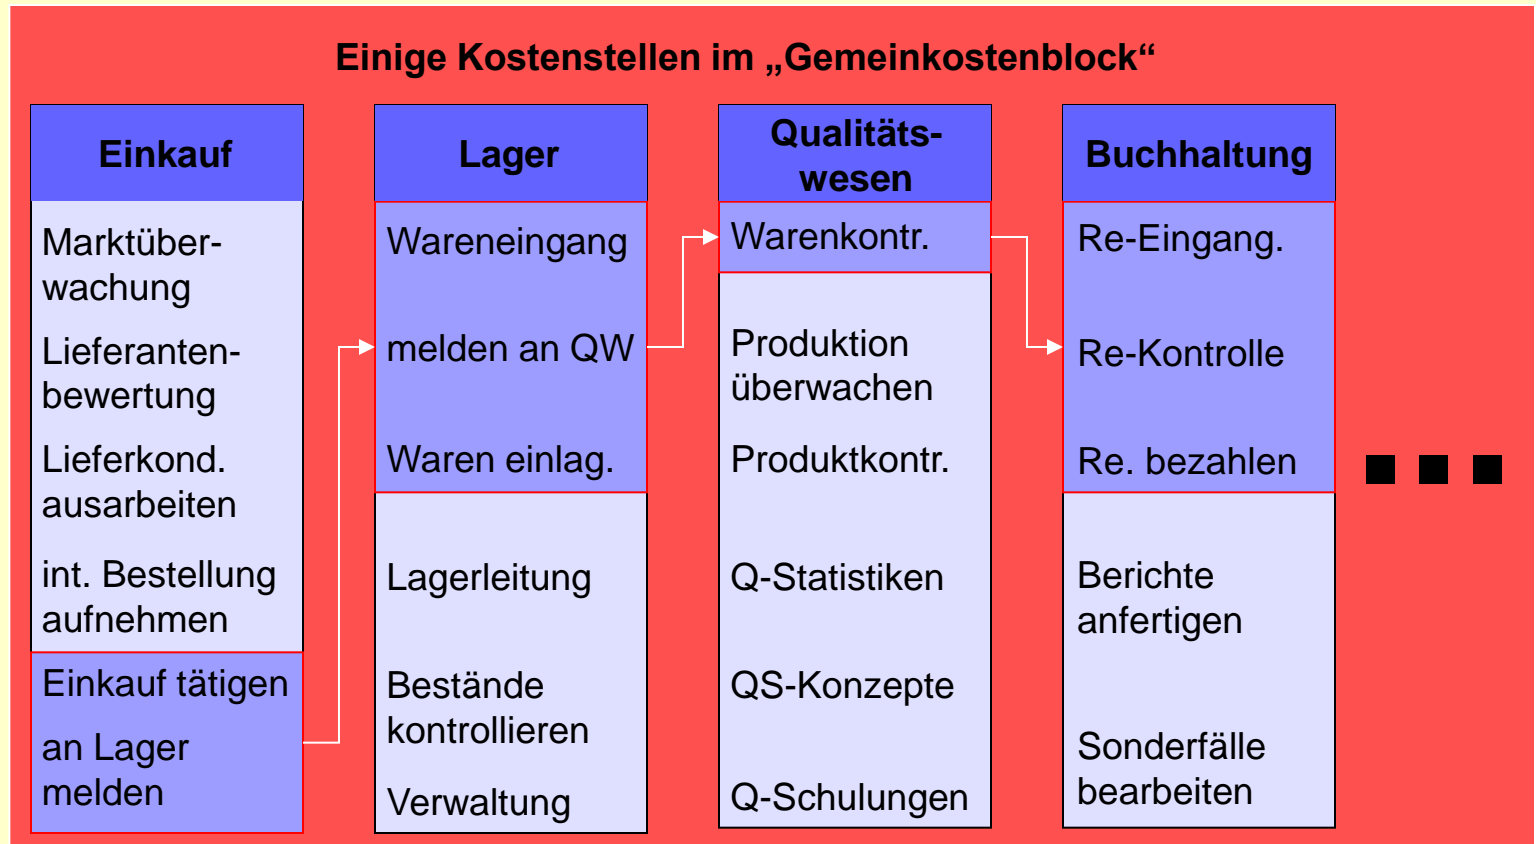 Einige Kostenstellen im „Gemeinkostenblock“
Einkauf
Marktüber-
wachung
Lieferanten-
bewertung
Lieferkond.
ausarbeiten
int. Bestellung
aufnehmen
Einkauf tätigen
an Lager
melden
Lager
Wareneingang
melden an QW
Waren einlag.
Lagerleitung
Bestände
kontrollieren
Verwaltung
Qualitäts-
wesen
Warenkontr.
Produktion
überwachen
Produktkontr.
Q-Statistiken
QS-Konzepte
Q-Schulungen
Buchhaltung
Re-Eingang.
Re-Kontrolle
Re. bezahlen
Berichte
anfertigen
Sonderfälle
bearbeiten